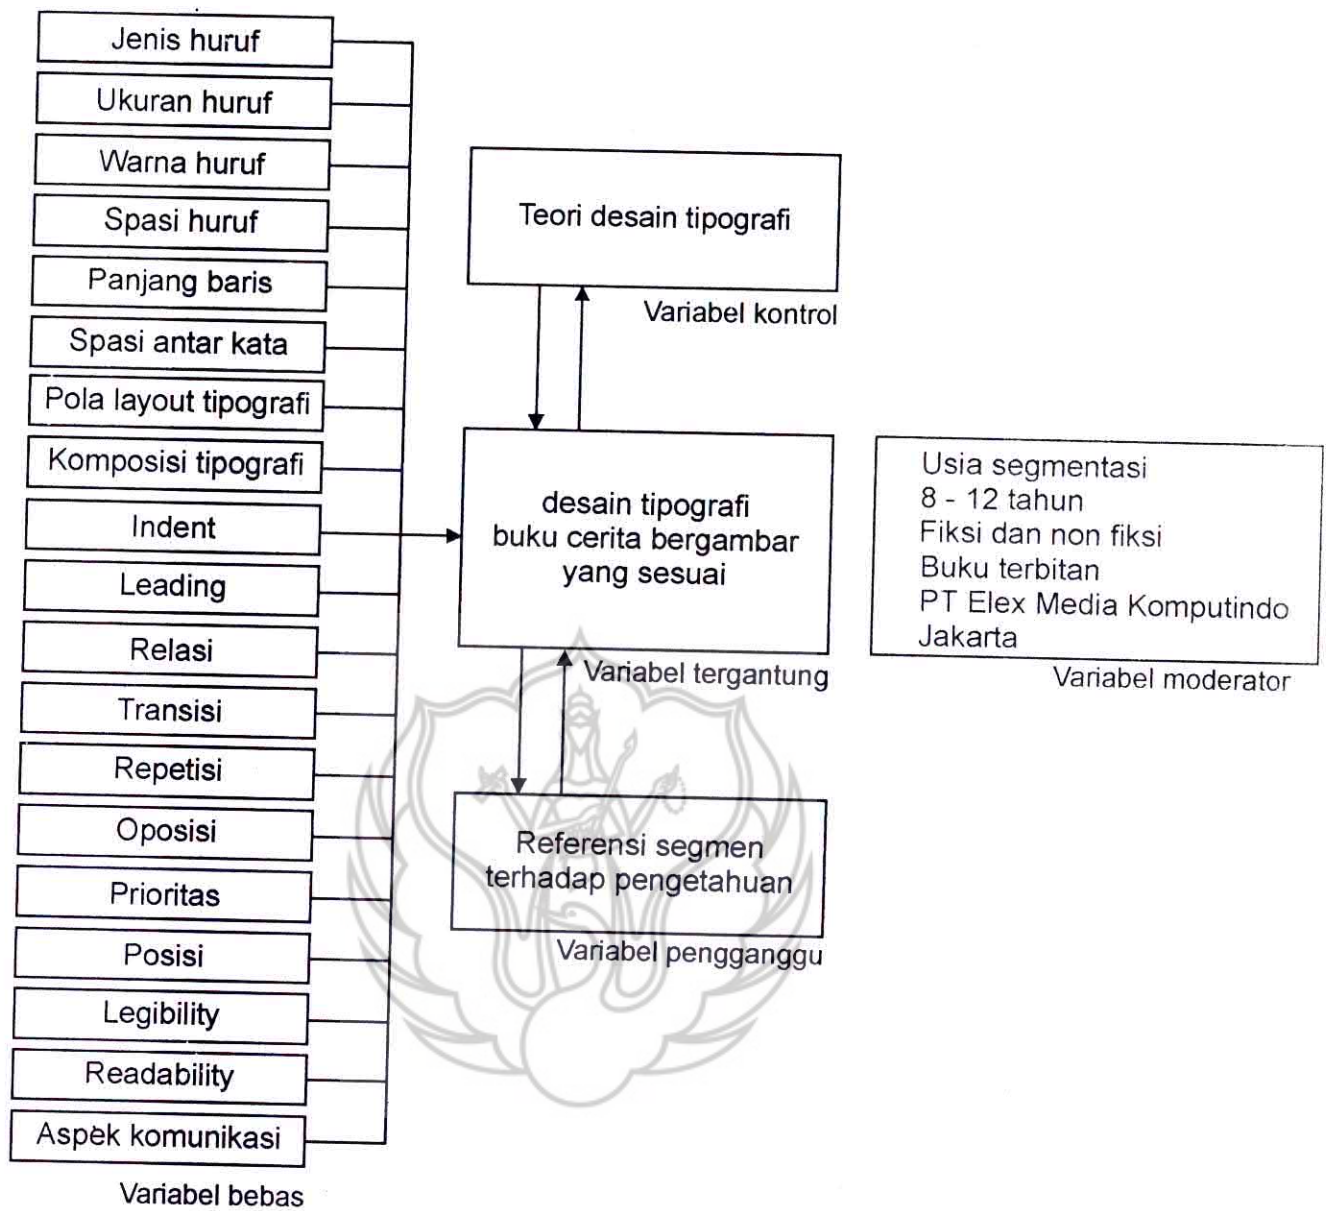 Jenis huruf
Ukuran huruf
Warna huruf
Spasi huruf
Panjang baris
Spasi antar kata
Pola layout tipografi
Komposisi tipografi
Indent
Leading
Relasi
Transisi
Repetisi
Oposisi
Prioritas
Posisi
Legibility
Readability
Aspek komunikasi
Variabel bebas
Teori desain tipografi
Variabel kontrol
desain tipografi
buku cerita bergambar
yang sesuai
Variabel tergantung
Referensi segmen
terhadap pengetahuan
Variabel pengganggu
Usia segmentasi
8 - 12 tahun
Fiksi dan non fiksi
Buku terbitan
PT Elex Media Komputindo
Jakarta
Variabel moderator